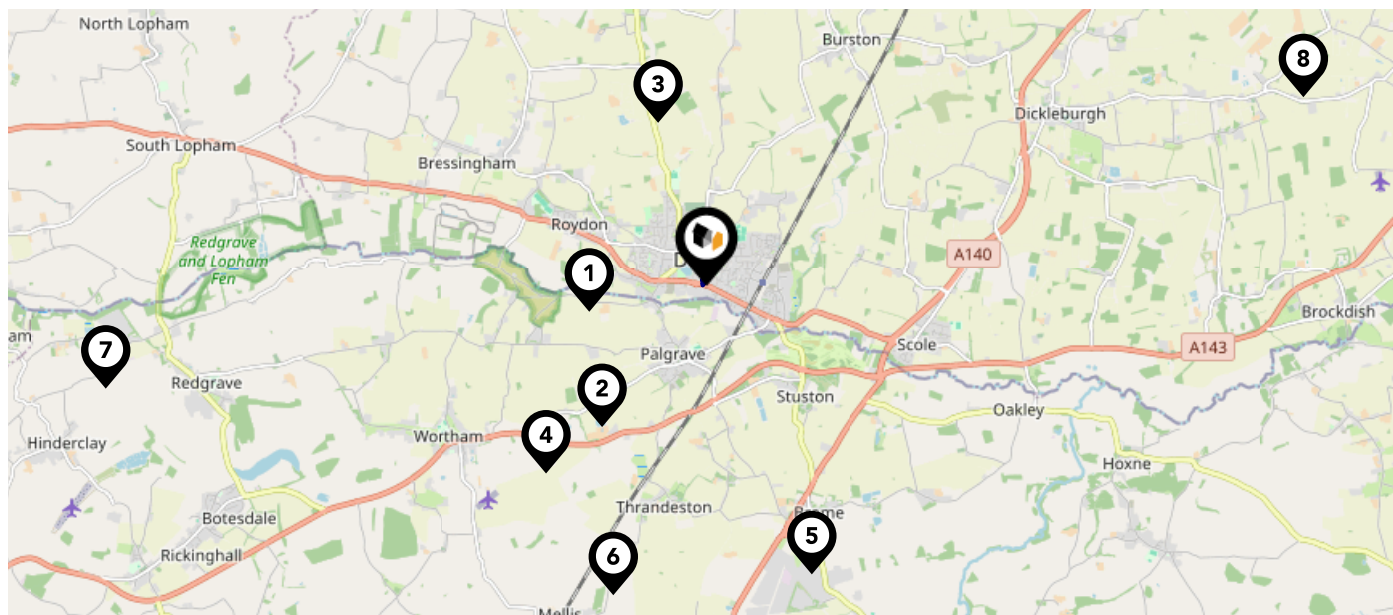 North Lopham
Burston
8
3
Dickleburgh
South Lopham
Bressingham
Roydon
Redgrave
and Lopham
Fen
D
A140
1
Brockdish
am
7
Palgrave
Scole
A143
Redgrave
2
Stuston
Oakley
Wortham
4
Hinderclay
Hoxne
Thrandeston
Botesdale
5
Rickinghall
6